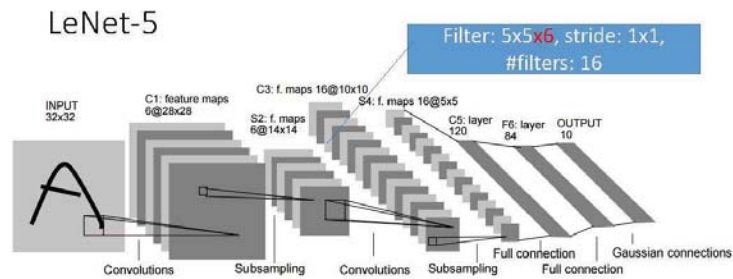 LeNet-5
Filter: 5x5x6, stride: 1x1,
#filters: 16
INPUT
32x32
C1: feature maps
6@28x28
C3: f. maps 16@10x10
S2: f. maps
6@14x14
S4: f. maps 16@5x5
C5: layer
120
F6: layer
84
OUTPUT
10
A
Convolutions
Subsampling
Convolutions
Subsampling
Full connection
Full connection
Gaussian connections